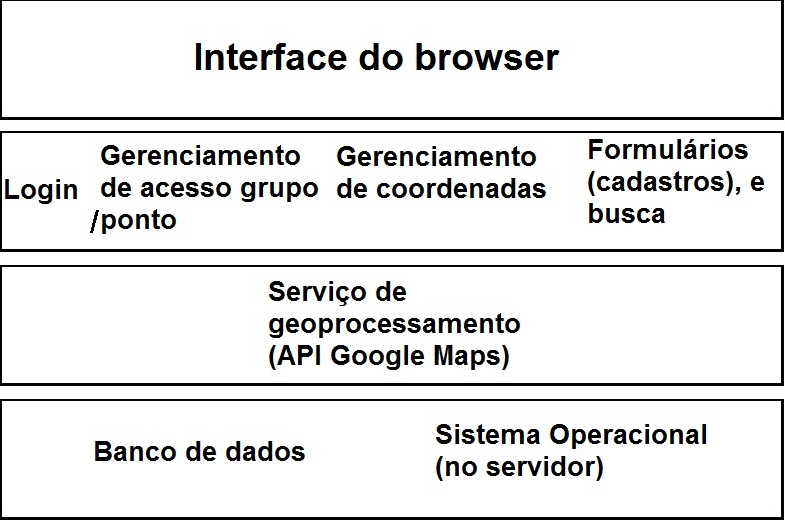 Interface do browser
Login
Gerenciamento
de acesso grupo
/ponto
Gerenciamento
de coordenadas
Formulários
(cadastros), e
busca
Serviço de
geoprocessamento
(API Google Maps)
Banco de dados
Sistema Operacional
(no servidor)